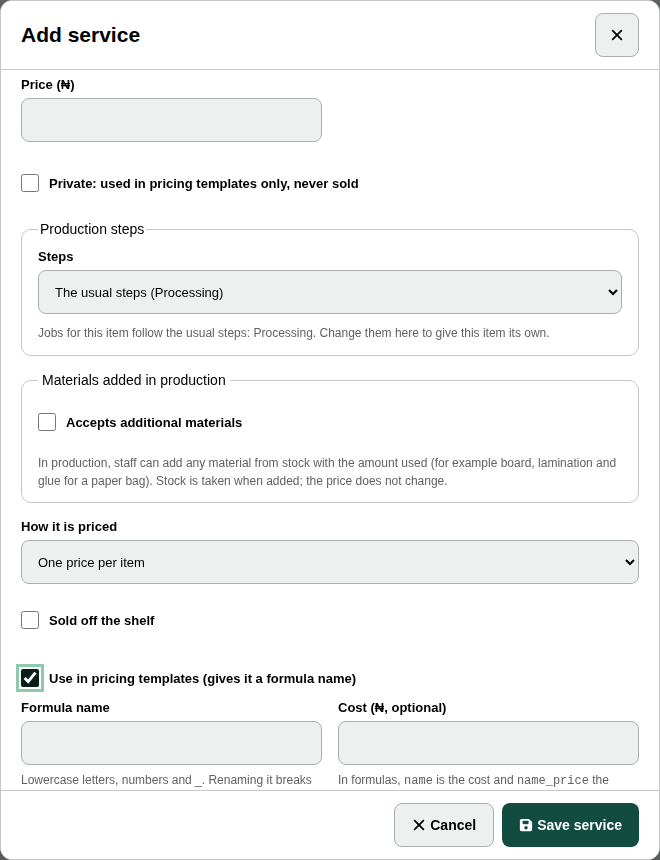 Add service
Price (₦)
Private: used in pricing templates only, never sold
Production steps
Steps
The usual steps (Processing)
Jobs for this item follow the usual steps: Processing. Change them here to give this item its own.
Materials added in production
Accepts additional materials
In production, staff can add any material from stock with the amount used (for example board, lamination and
glue for a paper bag). Stock is taken when added; the price does not change.
How it is priced
One price per item
Sold off the shelf
Use in pricing templates (gives it a formula name)
Formula name
Cost (₦, optional)
Lowercase letters, numbers and _. Renaming it breaks
In formulas, name is the cost and name_price the
Cancel
Save service